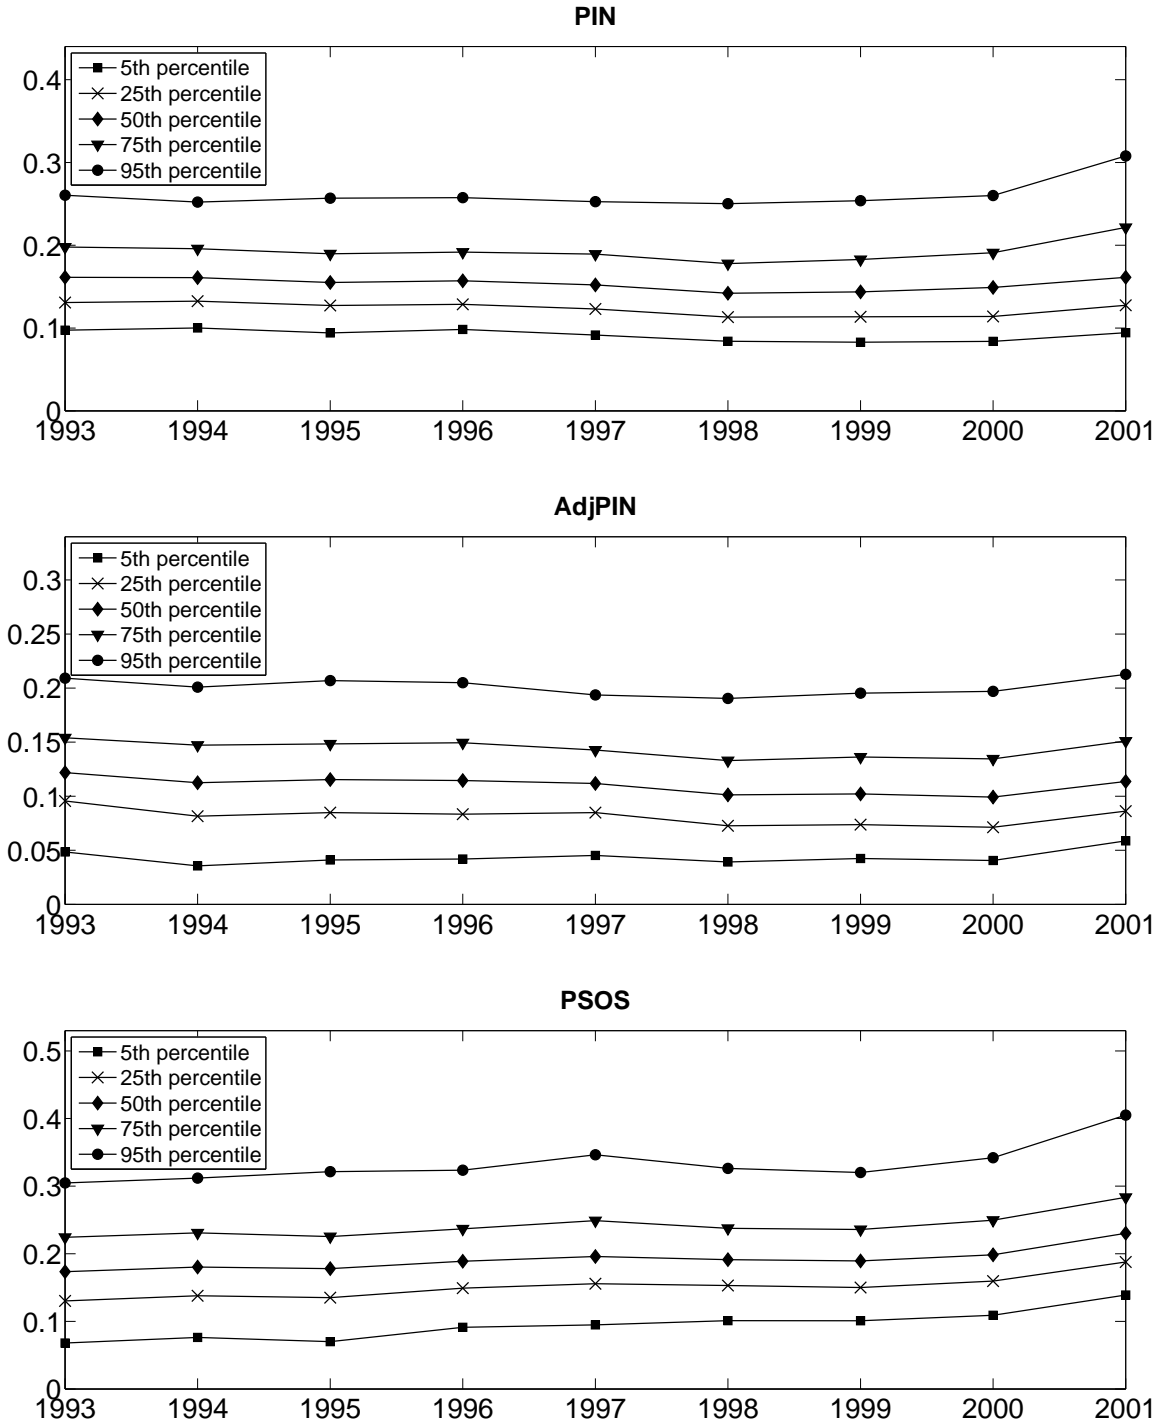 PIN
0.4
0.3
0.2
0.1
0
5th percentile
25th percentile
50th percentile
75th percentile
95th percentile
1993 1994 1995 1996 1997 1998 1999 2000 2001
AdjPIN
0.3
0.25
0.2
0.15
0.1
0.05
0
5th percentile
25th percentile
50th percentile
75th percentile
95th percentile
1993 1994 1995 1996 1997 1998 1999 2000 2001
PSOS
0.5
0.4
0.3
0.2
0.1
0
5th percentile
25th percentile
50th percentile
75th percentile
95th percentile
1993 1994 1995 1996 1997 1998 1999 2000 2001